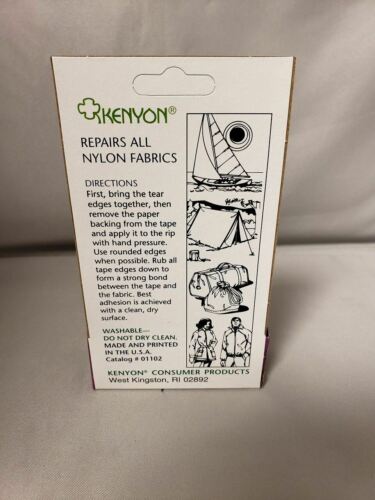 KENYON®
REPAIRS ALL
NYLON FABRICS
DIRECTIONS
First, bring the tear
edges together, then
remove the paper
backing from the tape
and apply it to the rip
with hand pressure.
Use rounded edges
when possible. Rub all
tape edges down to
form a strong bond
between the tape and
the fabric. Best
adhesion is achieved
with a clean, dry
surface.
WASHABLE—
DO NOT DRY CLEAN.
MADE AND PRINTED
IN THE U.S.A.
Catalog # 01102
KENYON® CONSUMER PRODUCTS
West Kingston, RI 02892